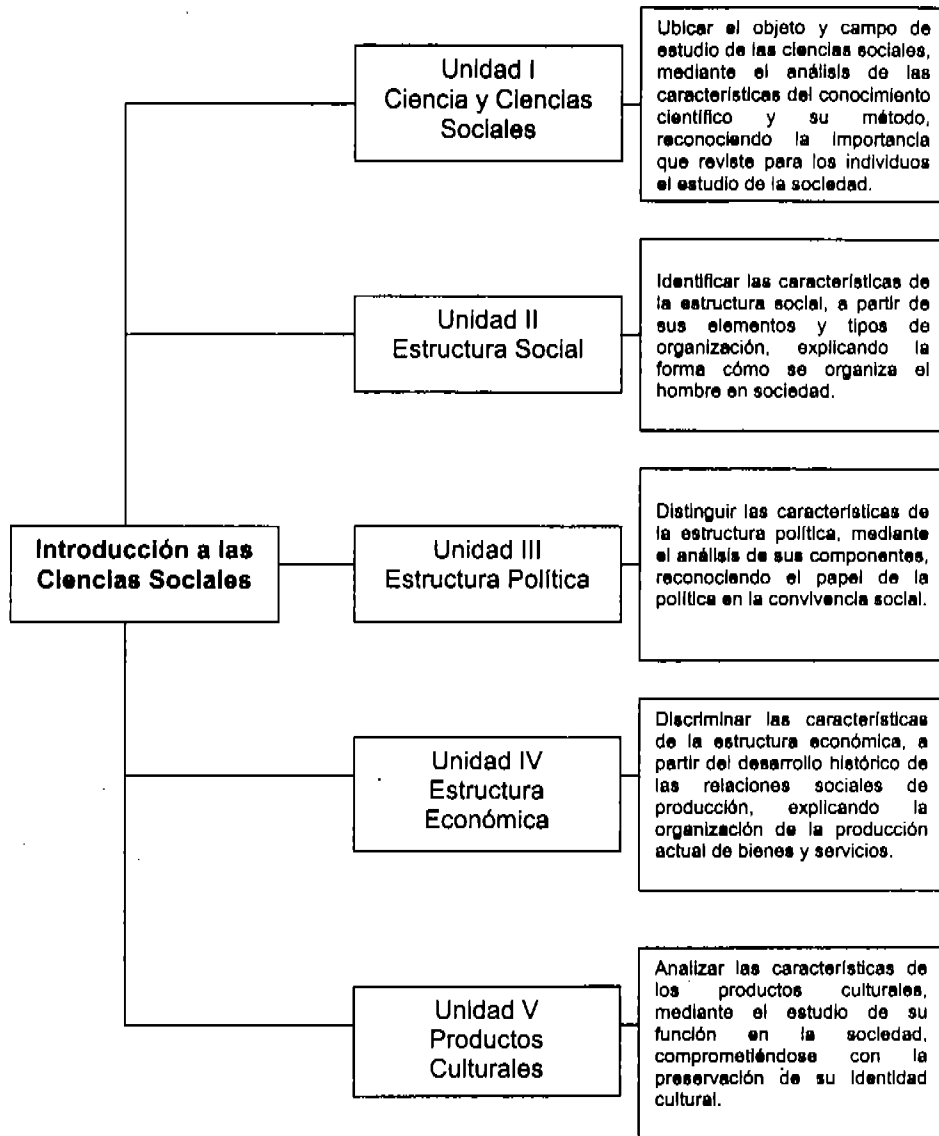 Unidad I
Ciencia y Ciencias
Sociales
Ubicar el objeto y campo de
estudio de las ciencias sociales,
mediante el análisis de las
características del conocimiento
científico y su método,
reconociendo la importancia
que reviste para los individuos
el estudio de la sociedad.
Unidad II
Estructura Social
Identificar las características de
la estructura social, a partir de
sus elementos y tipos de
organización, explicando la
forma cómo se organiza el
hombre en sociedad.
Introducción a las
Ciencias Sociales
Unidad III
Estructura Política
Distinguir las características de
la estructura política, mediante
el análisis de sus componentes,
reconociendo el papel de la
política en la convivencia social.
Unidad IV
Estructura
Económica
Discriminar las características
de la estructura económica, a
partir del desarrollo histórico de
las relaciones sociales de
producción, explicando la
organización de la producción
actual de bienes y servicios.
Unidad V
Productos
Culturales
Analizar las características de
los productos culturales,
mediante el estudio de su
función en la sociedad,
comprometiéndose con la
preservación de su identidad
cultural.